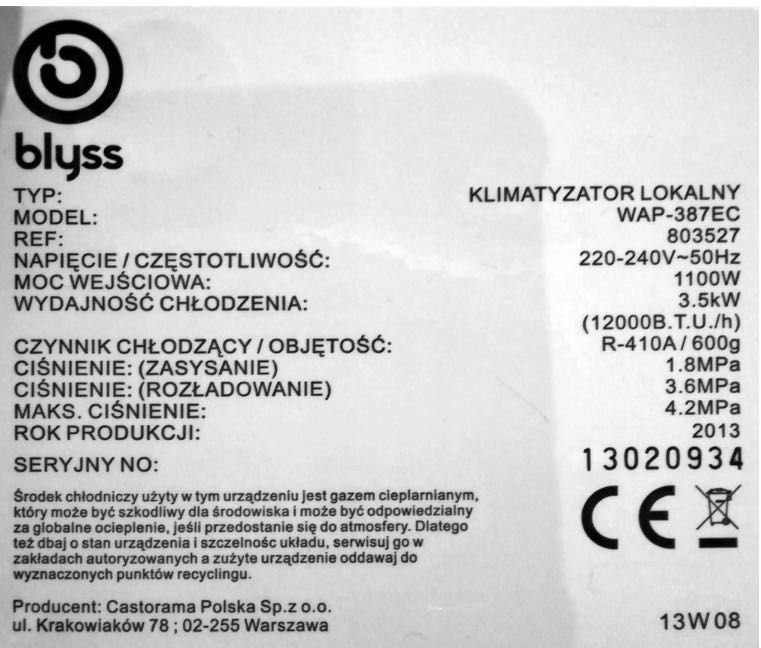 blyss
TYP: KLIMATYZATOR LOKALNY
MODEL: WAP-387EC
REF: 803527
NAPIĘCIE / CZĘSTOTLIWOŚĆ: 220-240V~50Hz
MOC WEJŚCIOWA: 1100W
WYDAJNOŚĆ CHŁODZENIA: 3.5kW
(12000B.T.U./h)
CZYNNIK CHŁODZĄCY / OBJĘTOŚĆ: R-410A / 600g
CIŚNIENIE: (ZASYSANIE) 1.8MPa
CIŚNIENIE: (ROZŁADOWANIE) 3.6MPa
MAKS. CIŚNIENIE: 4.2MPa
ROK PRODUKCJI: 2013
SERYJNY NO: 13020934
Środek chłodniczy użyty w tym urządzeniu jest gazem cieplarnianym,
który może być szkodliwy dla środowiska i może być odpowiedzialny
za globalne ocieplenie, jeśli przedostanie się do atmosfery. Dlatego
też dbaj o stan urządzenia i szczelnośc układu, serwisuj go w
zakładach autoryzowanych a zużyte urządzenie oddawaj do
wyznaczonych punktów recyclingu.
CE
Producent: Castorama Polska Sp.z o.o.
ul. Krakowiaków 78 ; 02-255 Warszawa
13W08